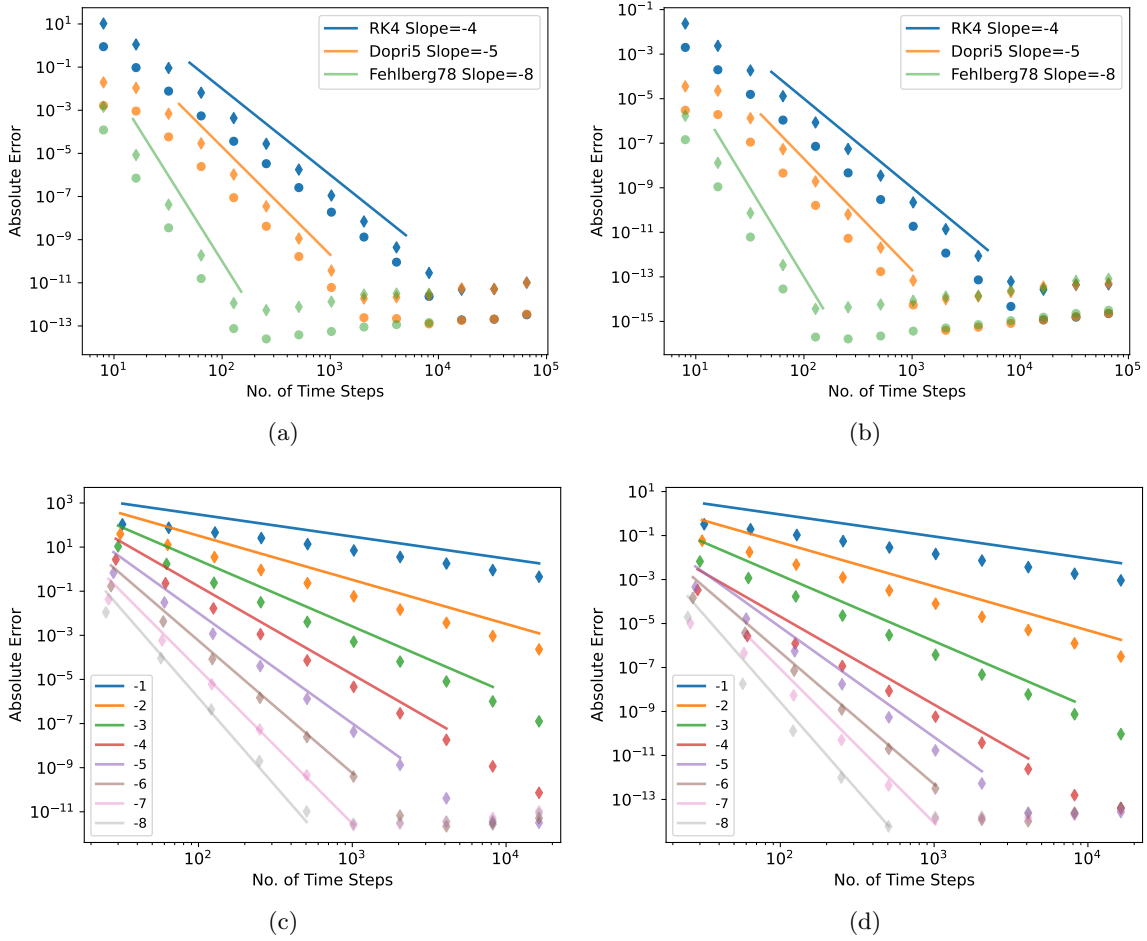 RK4 Slope=-4
Dopri5 Slope=-5
Fehlberg78 Slope=-8
10^1
10^-1
10^-3
10^-5
10^-7
10^-9
10^-11
10^-13
Absolute Error
10^1 10^2 10^3 10^4 10^5
No. of Time Steps
(a)
RK4 Slope=-4
Dopri5 Slope=-5
Fehlberg78 Slope=-8
10^-1
10^-3
10^-5
10^-7
10^-9
10^-11
10^-13
10^-15
Absolute Error
10^1 10^2 10^3 10^4 10^5
No. of Time Steps
(b)
10^3
10^1
10^-1
10^-3
10^-5
10^-7
10^-9
10^-11
Absolute Error
-1
-2
-3
-4
-5
-6
-7
-8
10^2 10^3 10^4
No. of Time Steps
(c)
10^1
10^-1
10^-3
10^-5
10^-7
10^-9
10^-11
10^-13
Absolute Error
-1
-2
-3
-4
-5
-6
-7
-8
10^2 10^3 10^4
No. of Time Steps
(d)